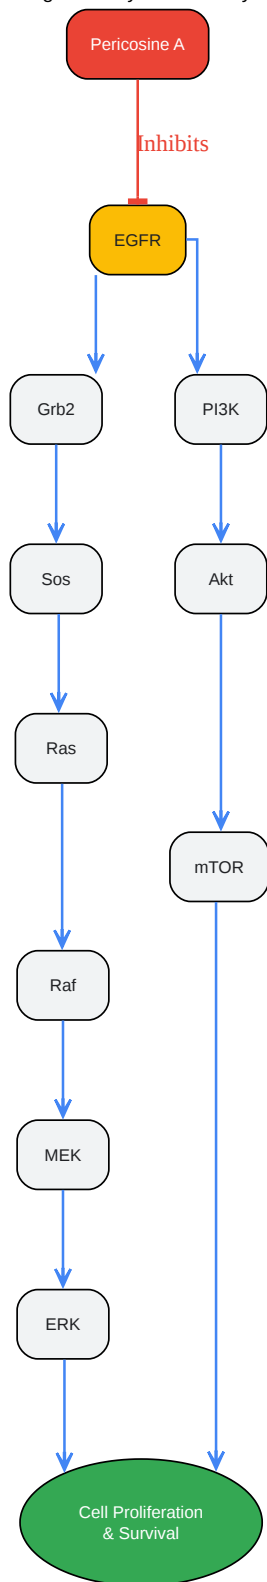 Pericosine A
Inhibits
EGFR
Grb2
PI3K
Sos
Akt
Ras
mTOR
Raf
MEK
ERK
Cell Proliferation
& Survival